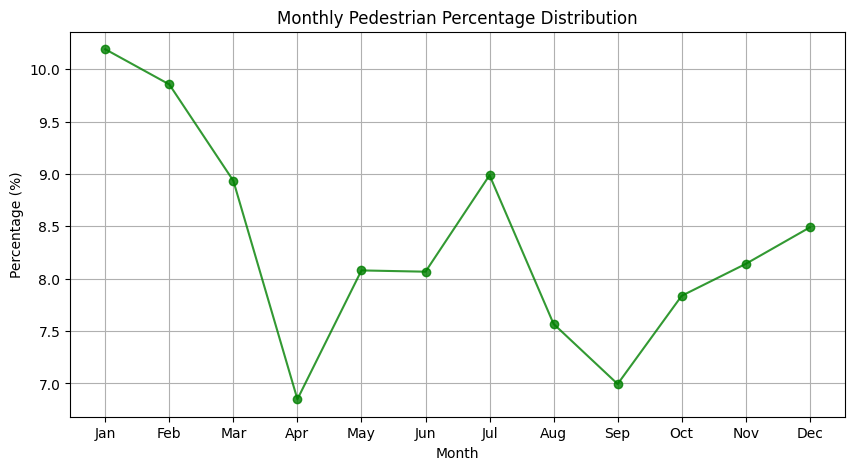 Monthly Pedestrian Percentage Distribution
Percentage (%)
10.0
9.5
9.0
8.5
8.0
7.5
7.0
Jan Feb Mar Apr May Jun Jul Aug Sep Oct Nov Dec
Month